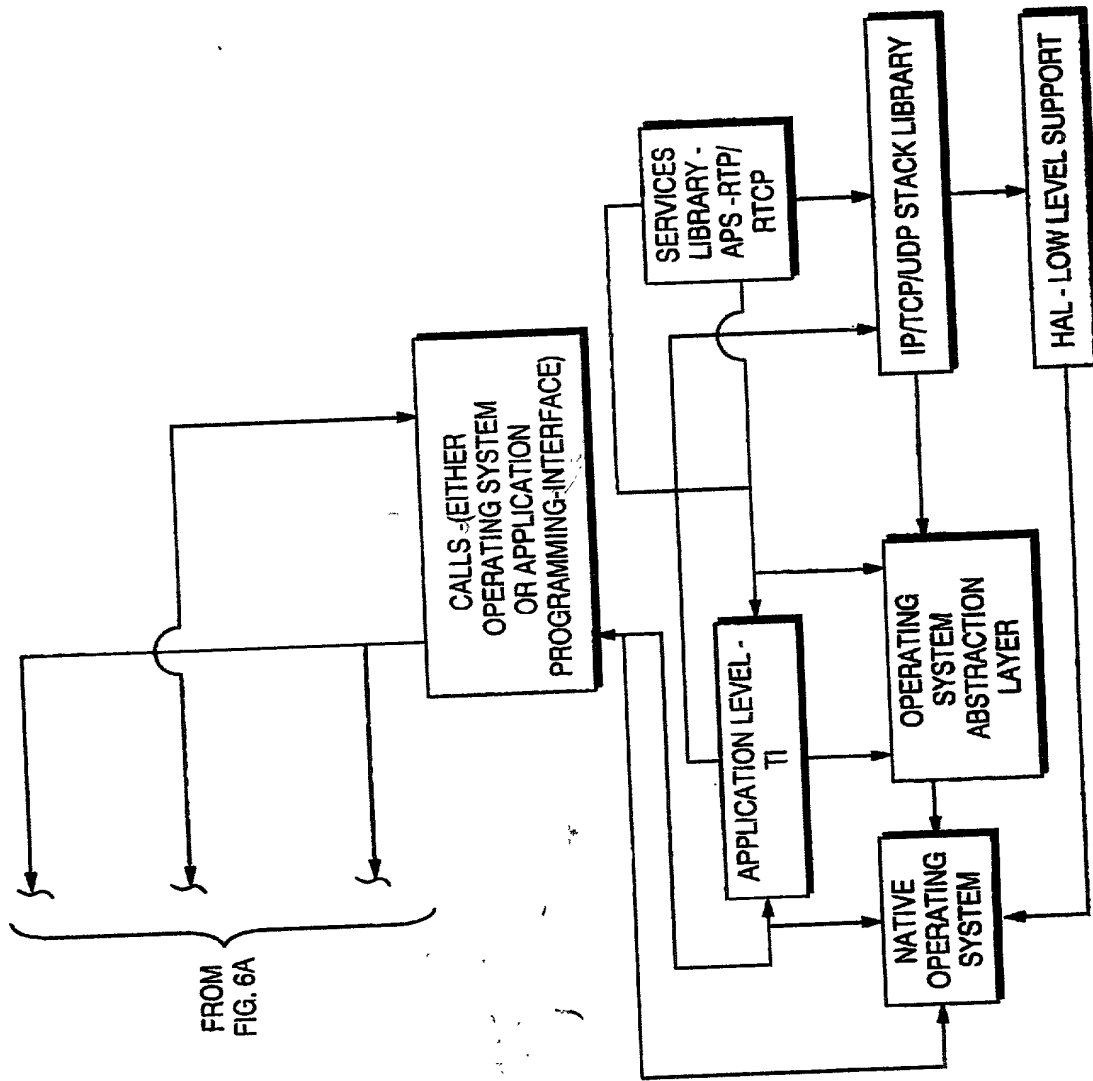 FROM
FIG. 6A
CALLS-(EITHER
OPERATING SYSTEM
OR APPLICATION
PROGRAMMING-INTERFACE)
SERVICES
LIBRARY -
APS -RTP/
RTCP
APPLICATION LEVEL -
TI
IP/TCP/UDP STACK LIBRARY
NATIVE
OPERATING
SYSTEM
OPERATING
SYSTEM
ABSTRACTION
LAYER
HAL - LOW LEVEL SUPPORT